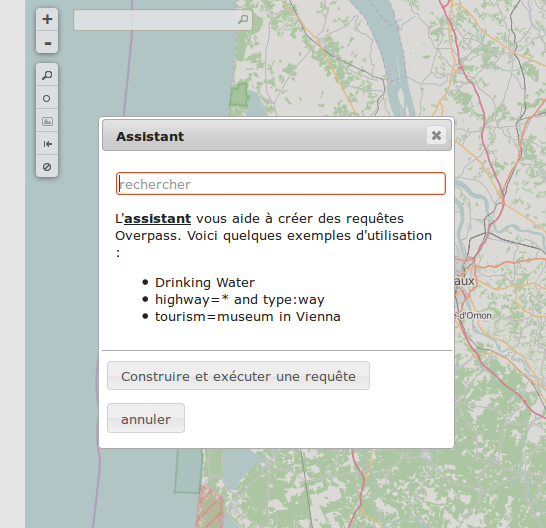 Assistant
rechercher
L'assistant vous aide à créer des requêtes
Overpass. Voici quelques exemples d'utilisation
:
Drinking Water
highway=* and type:way
tourism=museum in Vienna
aux
d'Ornon
Construire et exécuter une requête
annuler